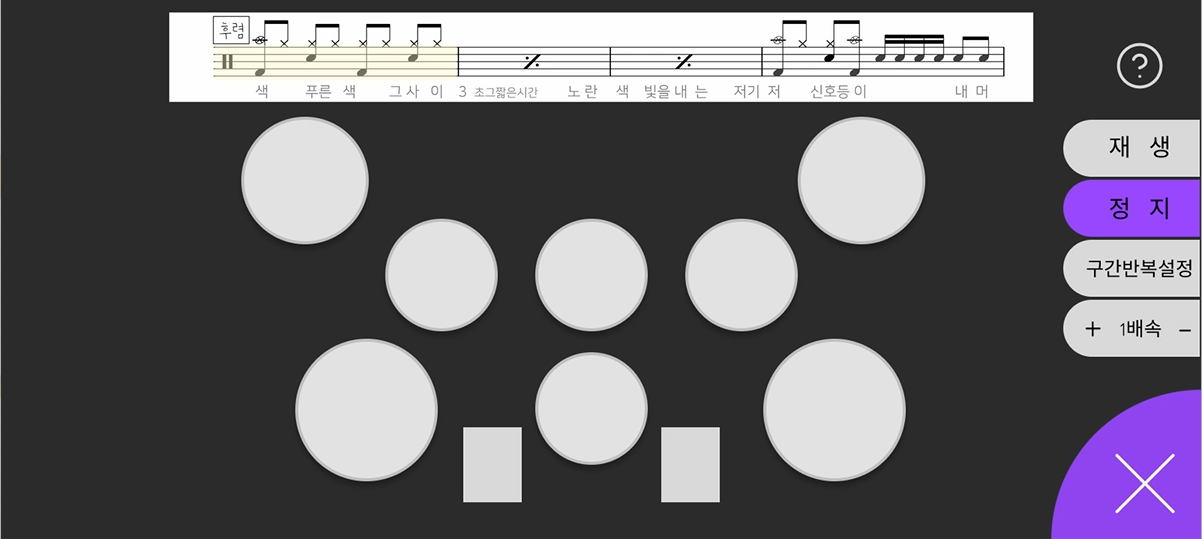 후렴
색 푸른 색 그 사 이 3 초그짧은시간 노 란 색 빛을 내 는 저기 저 신호등 이 내 머
?
재 생
정 지
구간반복설정
+ 1배속 −